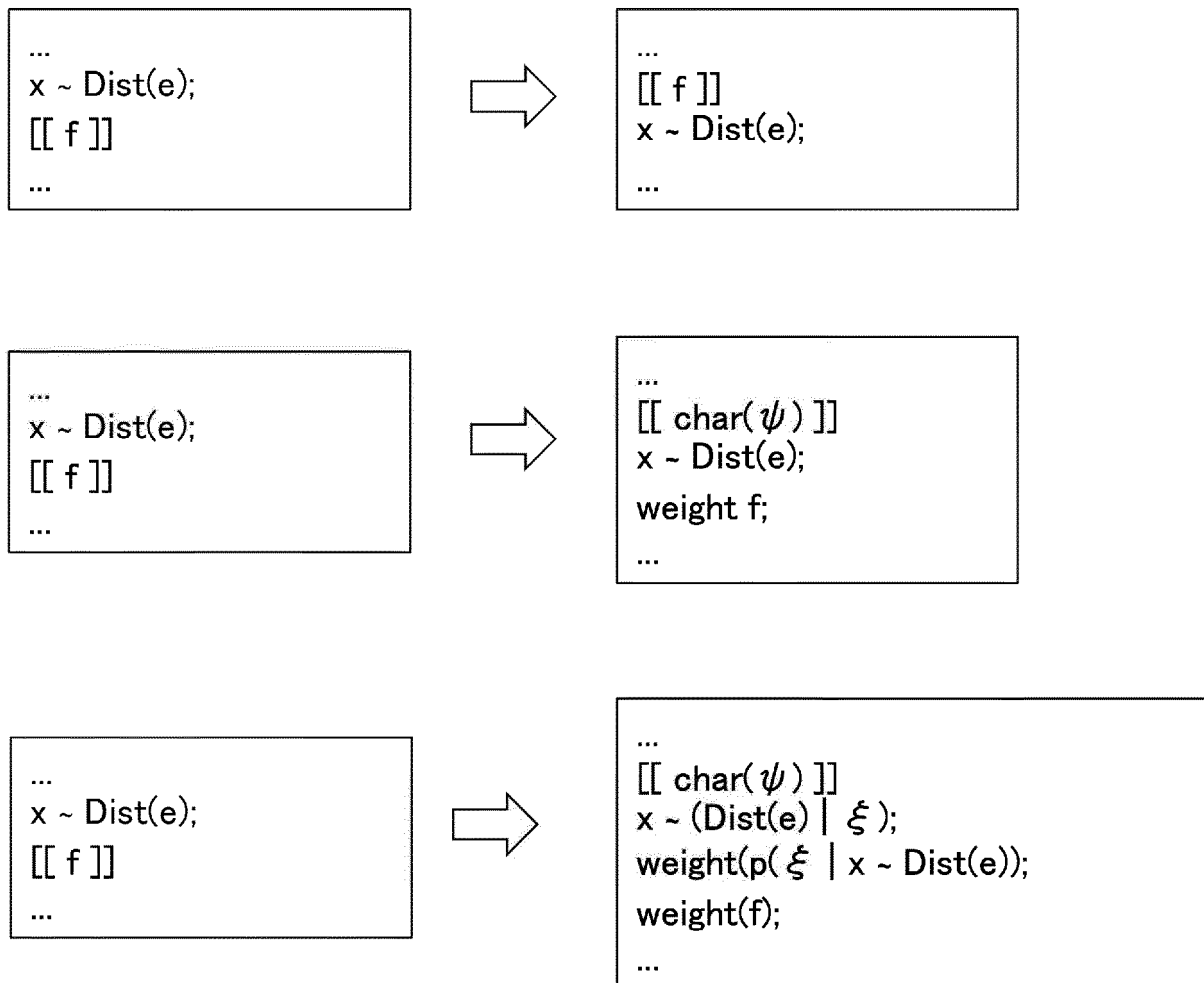 ...
x ~ Dist(e);
[[ f ]]
...
...
[[ f ]]
x ~ Dist(e);
...
...
x ~ Dist(e);
[[ f ]]
...
...
[[ char(ψ) ]]
x ~ Dist(e);
weight f;
...
...
x ~ Dist(e);
[[ f ]]
...
...
[[ char(ψ) ]]
x ~ (Dist(e) | ξ );
weight(p( ξ | x ~ Dist(e));
weight(f);
...